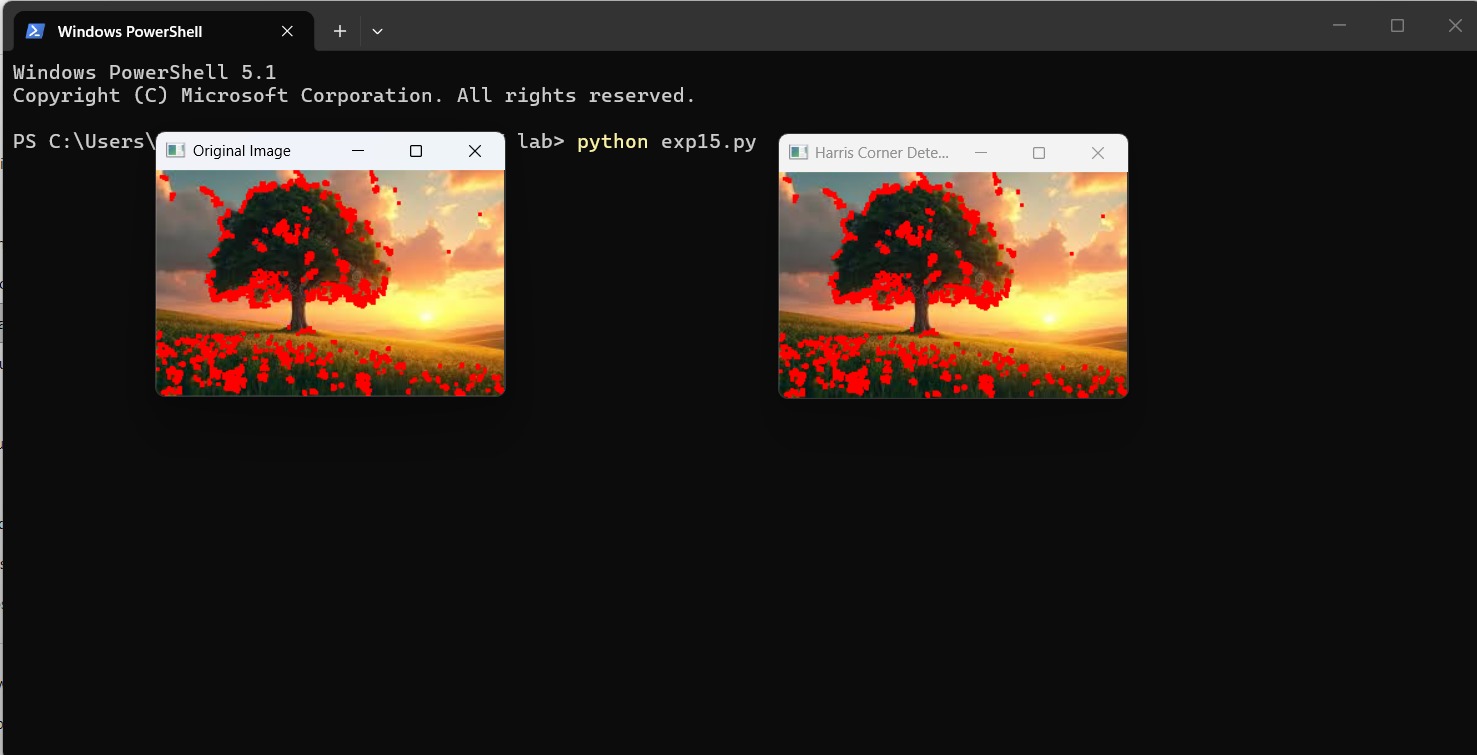 Windows PowerShell
Windows PowerShell 5.1
Copyright (C) Microsoft Corporation. All rights reserved.
PS C:\Users\ lab> python exp15.py
Original Image
Harris Corner Dete...